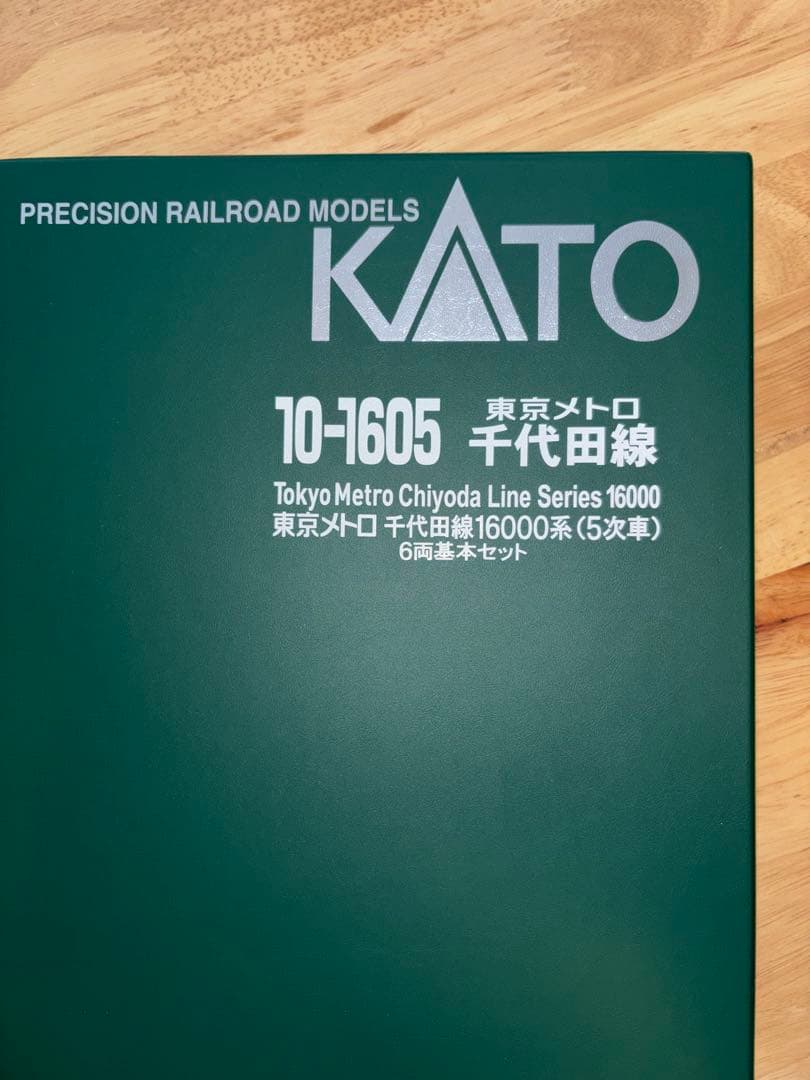 PRECISION RAILROAD MODELS
KATO
10-1605 東京メトロ
千代田線
Tokyo Metro Chiyoda Line Series 16000
東京メトロ 千代田線16000系(5次車)
6両基本セット